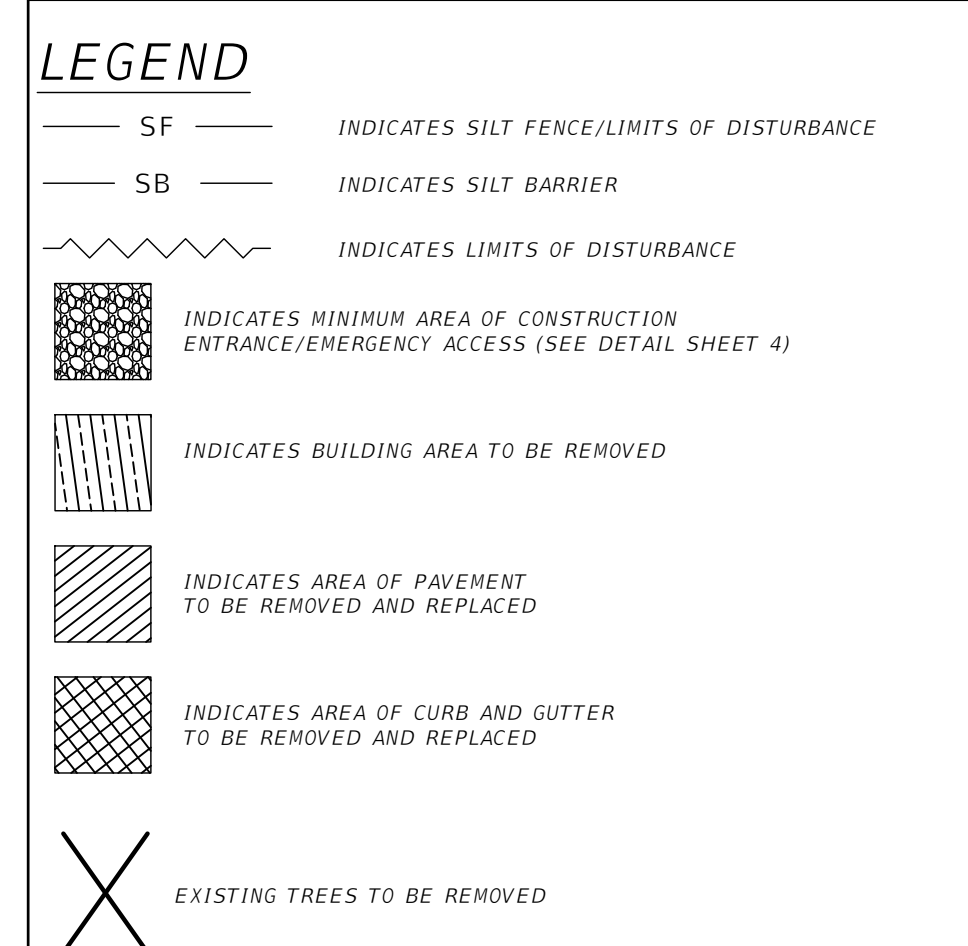 LEGEND
SF INDICATES SILT FENCE/LIMITS OF DISTURBANCE
SB INDICATES SILT BARRIER
INDICATES LIMITS OF DISTURBANCE
INDICATES MINIMUM AREA OF CONSTRUCTION
ENTRANCE/EMERGENCY ACCESS (SEE DETAIL SHEET 4)
INDICATES BUILDING AREA TO BE REMOVED
INDICATES AREA OF PAVEMENT
TO BE REMOVED AND REPLACED
INDICATES AREA OF CURB AND GUTTER
TO BE REMOVED AND REPLACED
EXISTING TREES TO BE REMOVED